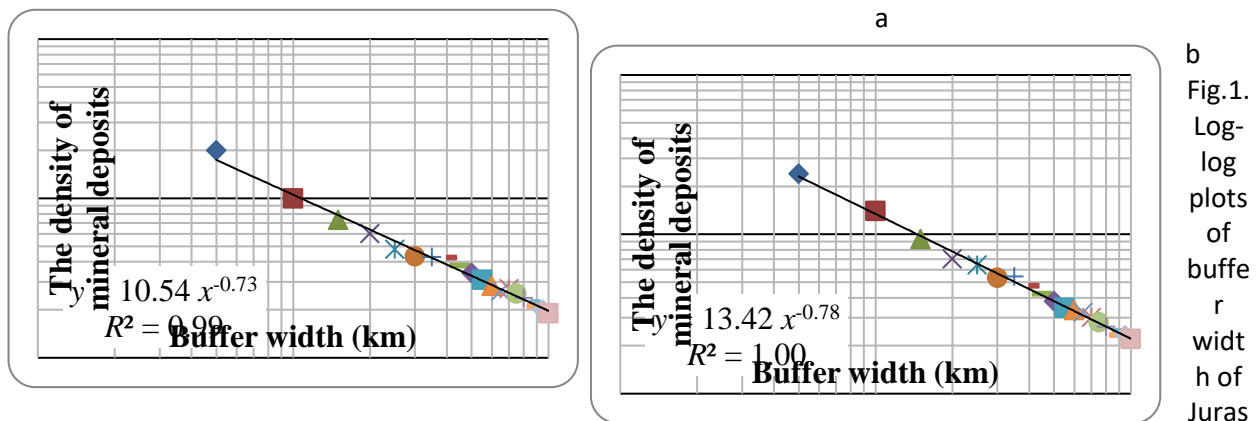 a
The density of
mineral deposits
y 10.54 x^-0.73
R² = 0.99
Buffer width (km)
The density of
mineral deposits
y 13.42 x^-0.78
R² = 1.00
Buffer width (km)
b
Fig.1.
Log-
log
plots
of
buffe
r
widt
h of
Juras